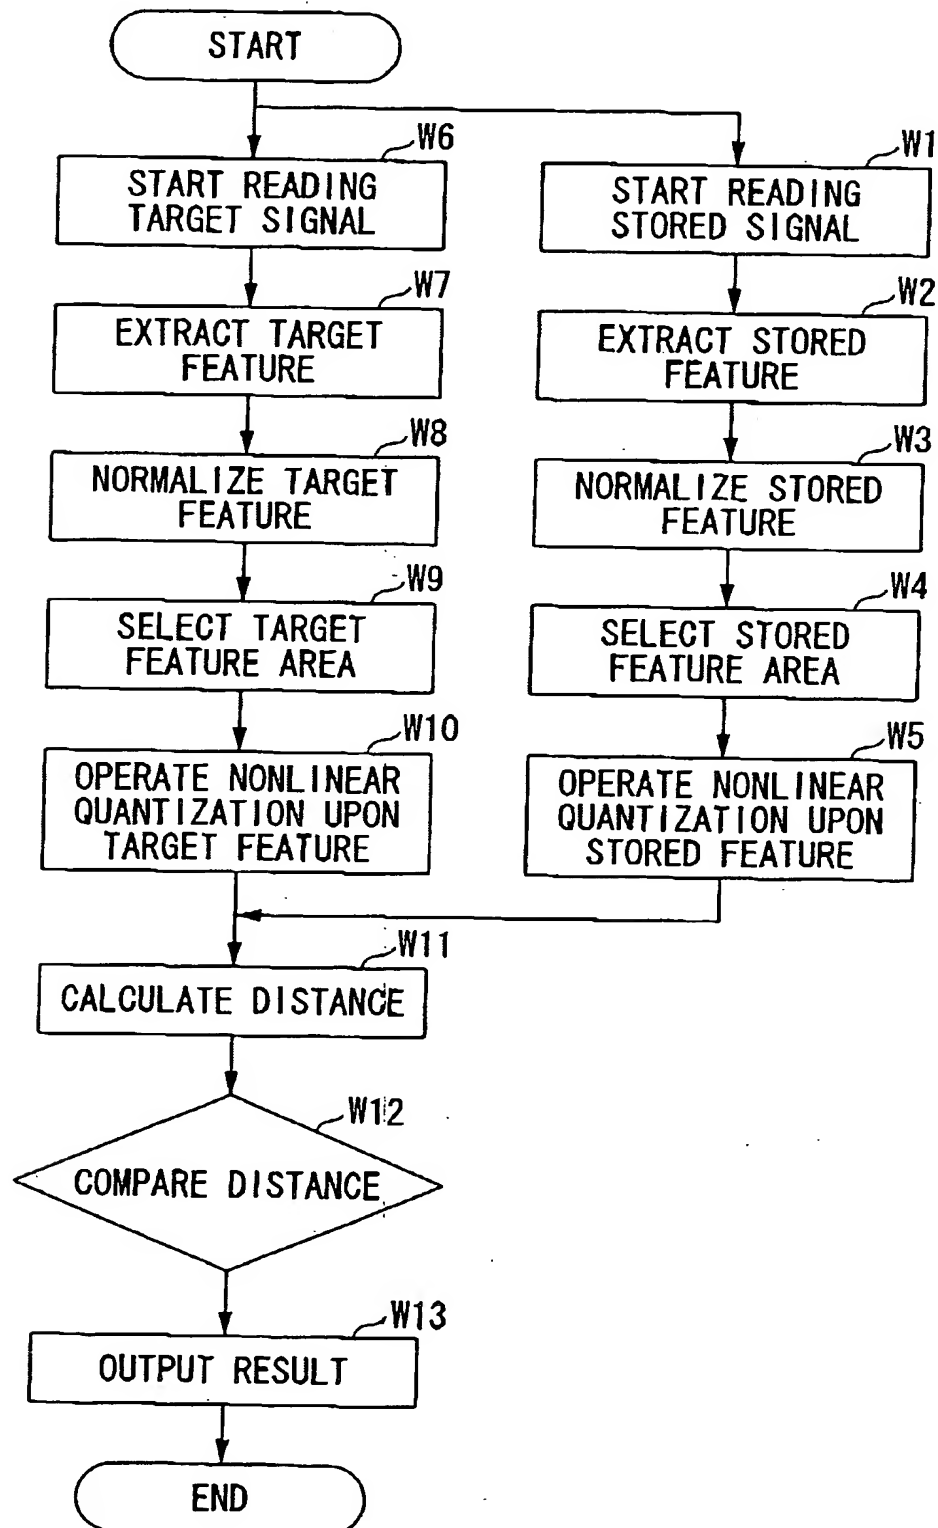 START
W6
START READING
TARGET SIGNAL
W1
START READING
STORED SIGNAL
W7
EXTRACT TARGET
FEATURE
W2
EXTRACT STORED
FEATURE
W8
NORMALIZE TARGET
FEATURE
W3
NORMALIZE STORED
FEATURE
W9
SELECT TARGET
FEATURE AREA
W4
SELECT STORED
FEATURE AREA
W10
OPERATE NONLINEAR
QUANTIZATION UPON
TARGET FEATURE
W5
OPERATE NONLINEAR
QUANTIZATION UPON
STORED FEATURE
W11
CALCULATE DISTANCE
W12
COMPARE DISTANCE
W13
OUTPUT RESULT
END